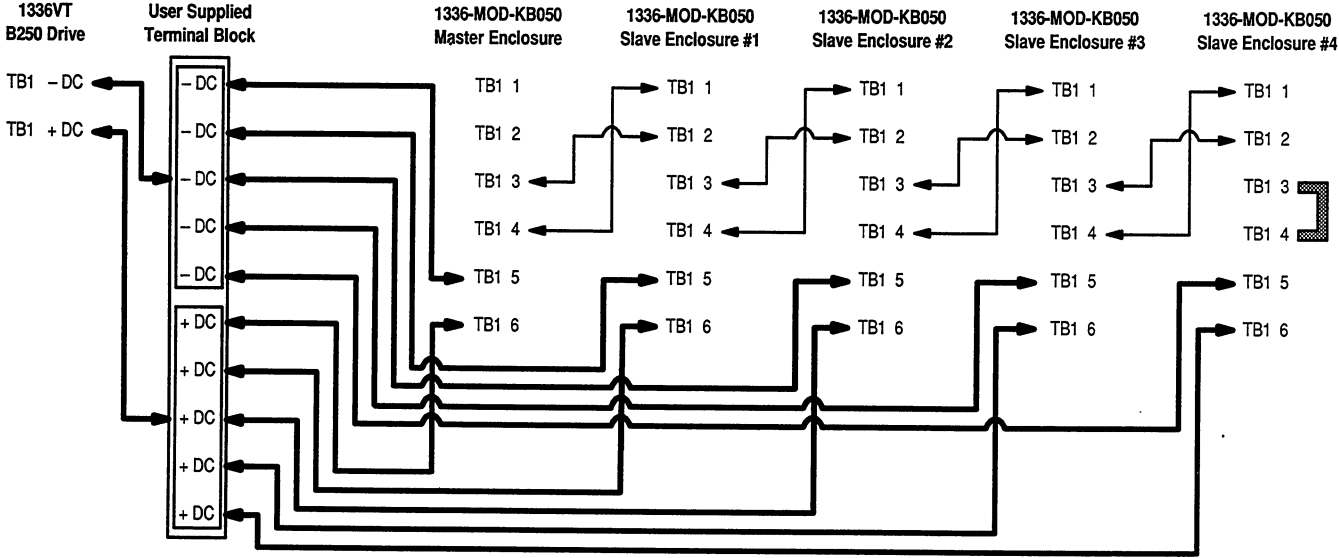 1336VT
B250 Drive
User Supplied
Terminal Block
1336-MOD-KB050
Master Enclosure
1336-MOD-KB050
Slave Enclosure #1
1336-MOD-KB050
Slave Enclosure #2
1336-MOD-KB050
Slave Enclosure #3
1336-MOD-KB050
Slave Enclosure #4
TB1 – DC
TB1 + DC
– DC
– DC
– DC
– DC
– DC
+ DC
+ DC
+ DC
+ DC
+ DC
TB1 1
TB1 2
TB1 3
TB1 4
TB1 5
TB1 6
TB1 1
TB1 2
TB1 3
TB1 4
TB1 5
TB1 6
TB1 1
TB1 2
TB1 3
TB1 4
TB1 5
TB1 6
TB1 1
TB1 2
TB1 3
TB1 4
TB1 5
TB1 6
TB1 1
TB1 2
TB1 3
TB1 4
TB1 5
TB1 6